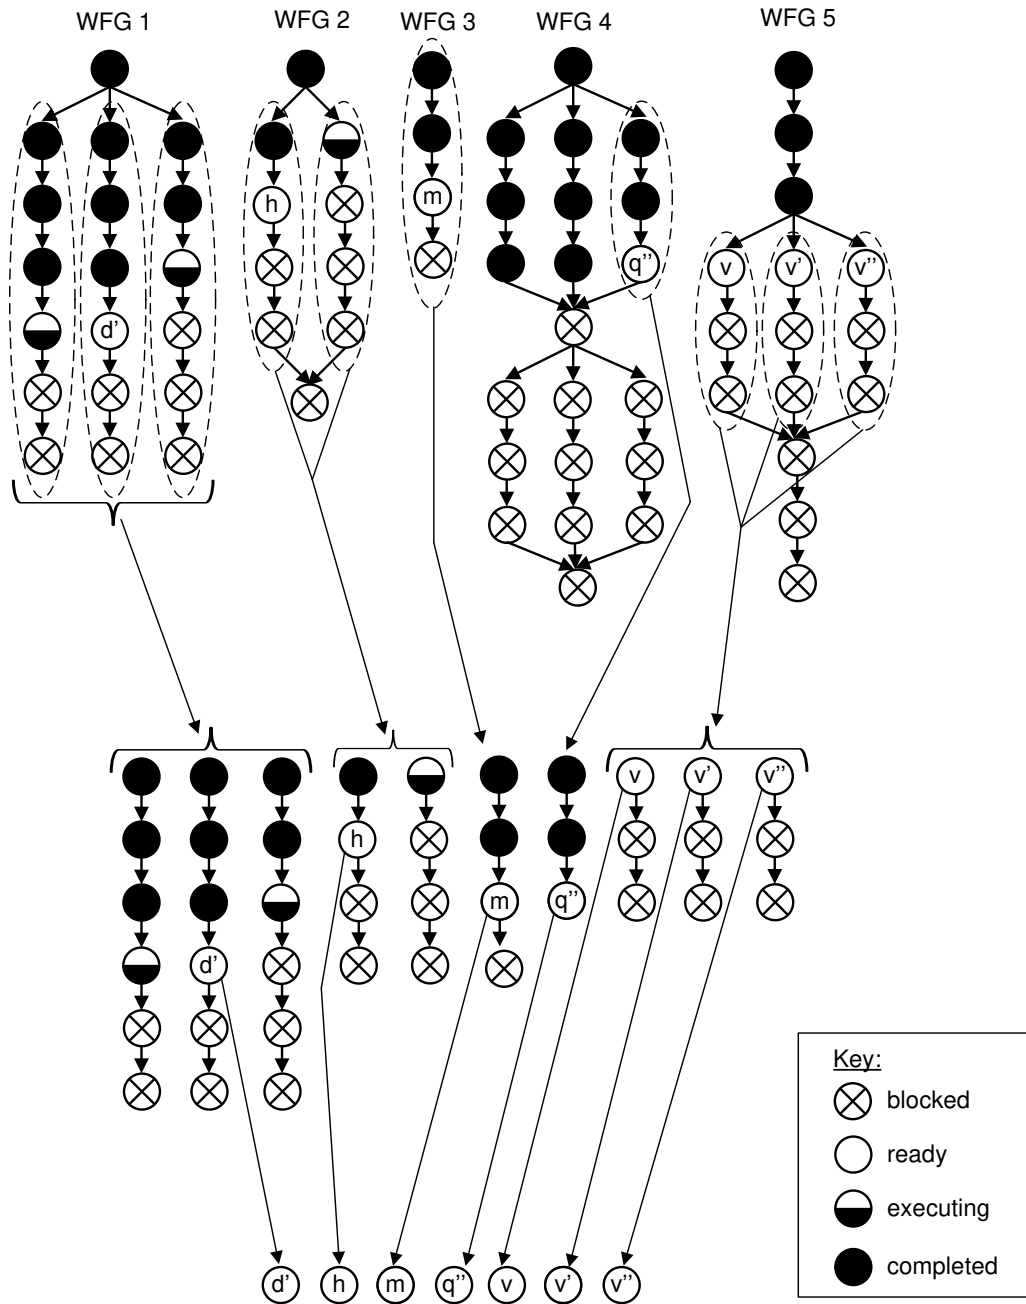 WFG 1 WFG 2 WFG 3 WFG 4 WFG 5
h
m
q''
v v' v''
d'
v v' v''
h
m q''
d'
Key:
blocked
ready
executing
completed
d' h m q'' v v' v''